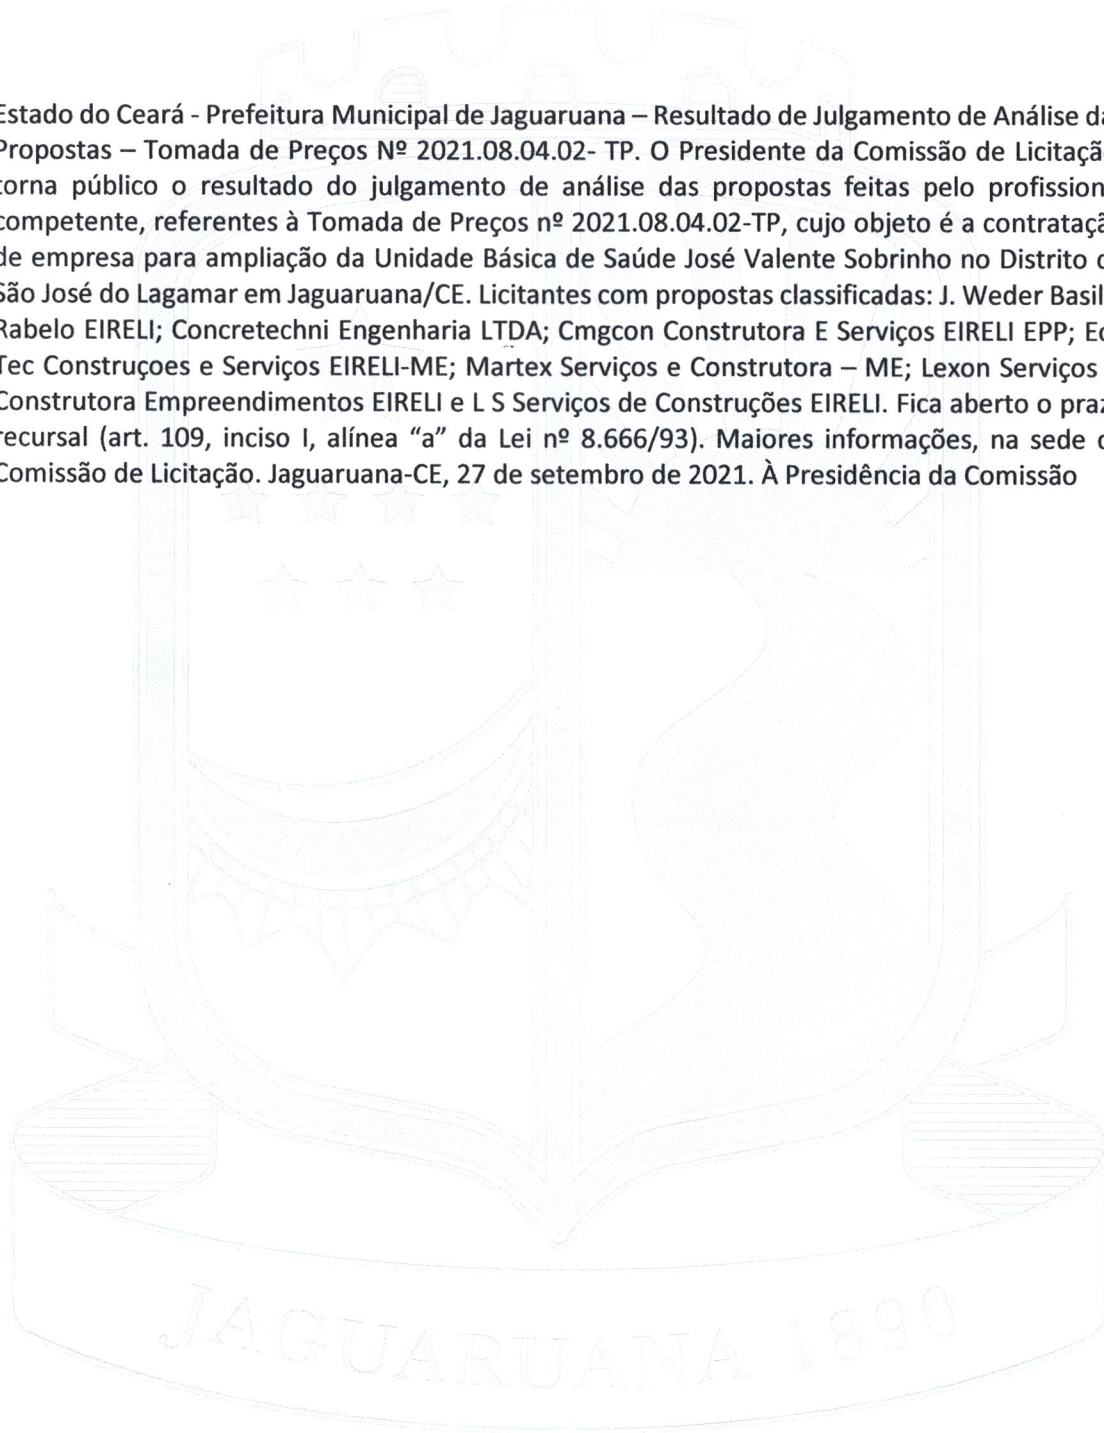 Estado do Ceará - Prefeitura Municipal de Jaguaruana – Resultado de Julgamento de Análise da
Propostas – Tomada de Preços Nº 2021.08.04.02- TP. O Presidente da Comissão de Licitaçã
torna público o resultado do julgamento de análise das propostas feitas pelo profission
competente, referentes à Tomada de Preços nº 2021.08.04.02-TP, cujo objeto é a contrataçã
de empresa para ampliação da Unidade Básica de Saúde José Valente Sobrinho no Distrito d
São José do Lagamar em Jaguaruana/CE. Licitantes com propostas classificadas: J. Weder Basil
Rabelo EIRELI; Concretechni Engenharia LTDA; Cmgcon Construtora E Serviços EIRELI EPP; Ec
Tec Construçoes e Serviços EIRELI-ME; Martex Serviços e Construtora – ME; Lexon Serviços
Construtora Empreendimentos EIRELI e L S Serviços de Construções EIRELI. Fica aberto o praz
recursal (art. 109, inciso I, alínea “a” da Lei nº 8.666/93). Maiores informações, na sede d
Comissão de Licitação. Jaguaruana-CE, 27 de setembro de 2021. À Presidência da Comissão
JAGUARUANA 1890